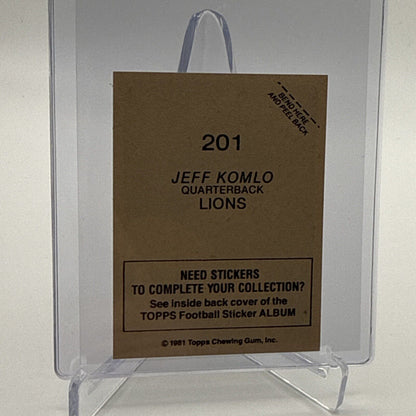 BEND HERE
AND PEEL BACK
201
JEFF KOMLO
QUARTERBACK
LIONS
NEED STICKERS
TO COMPLETE YOUR COLLECTION?
See inside back cover of the
TOPPS Football Sticker ALBUM
© 1981 Topps Chewing Gum, Inc.